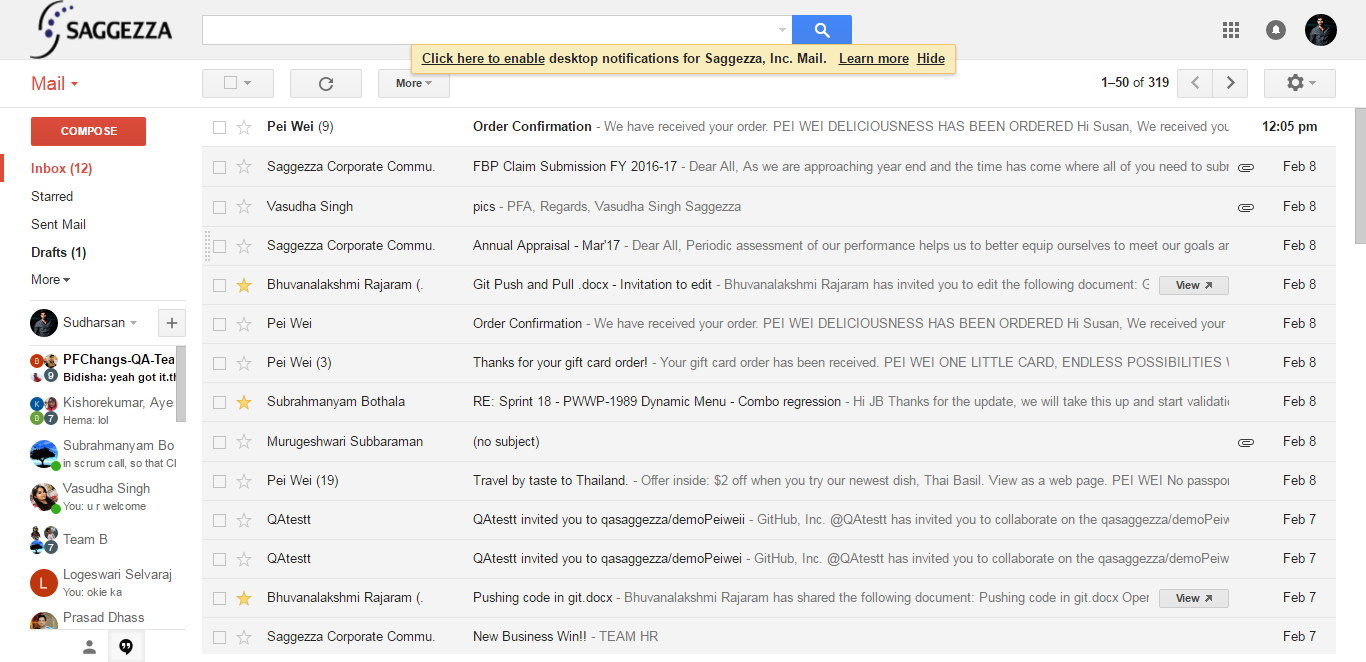 SAGGEZZA
Click here to enable desktop notifications for Saggezza, Inc. Mail. Learn more Hide
Mail
More
1–50 of 319
COMPOSE
Inbox (12)
Starred
Sent Mail
Drafts (1)
More
Sudharsan
PFChangs-QA-Tea
Bidisha: yeah got it.th
B
9
Kishorekumar, Aye
Hema: lol
K
B
7
Subrahmanyam Bo
in scrum call, so that Cl
Vasudha Singh
You: u r welcome
Team B
7
Logeswari Selvaraj
You: okie ka
L
Prasad Dhass
Pei Wei (9) Order Confirmation - We have received your order. PEI WEI DELICIOUSNESS HAS BEEN ORDERED Hi Susan, We received you 12:05 pm
Saggezza Corporate Commu. FBP Claim Submission FY 2016-17 - Dear All, As we are approaching year end and the time has come where all of you need to subr Feb 8
Vasudha Singh pics - PFA, Regards, Vasudha Singh Saggezza Feb 8
Saggezza Corporate Commu. Annual Appraisal - Mar'17 - Dear All, Periodic assessment of our performance helps us to better equip ourselves to meet our goals ar Feb 8
Bhuvanalakshmi Rajaram (. Git Push and Pull .docx - Invitation to edit - Bhuvanalakshmi Rajaram has invited you to edit the following document: G View Feb 8
Pei Wei Order Confirmation - We have received your order. PEI WEI DELICIOUSNESS HAS BEEN ORDERED Hi Susan, We received your Feb 8
Pei Wei (3) Thanks for your gift card order! - Your gift card order has been received. PEI WEI ONE LITTLE CARD, ENDLESS POSSIBILITIES Feb 8
Subrahmanyam Bothala RE: Sprint 18 - PWWP-1989 Dynamic Menu - Combo regression - Hi JB Thanks for the update, we will take this up and start validatio Feb 8
Murugeshwari Subbaraman (no subject) Feb 8
Pei Wei (19) Travel by taste to Thailand. - Offer inside: $2 off when you try our newest dish, Thai Basil. View as a web page. PEI WEI No passpor Feb 8
QAtestt QAtestt invited you to qasaggezza/demoPeiweii - GitHub, Inc. @QAtestt has invited you to collaborate on the qasaggezza/demoPeiw Feb 7
QAtestt QAtestt invited you to qasaggezza/demoPeiwei - GitHub, Inc. @QAtestt has invited you to collaborate on the qasaggezza/demoPeiw Feb 7
Bhuvanalakshmi Rajaram (. Pushing code in git.docx - Bhuvanalakshmi Rajaram has shared the following document: Pushing code in git.docx Open View Feb 7
Saggezza Corporate Commu. New Business Win!! - TEAM HR Feb 7